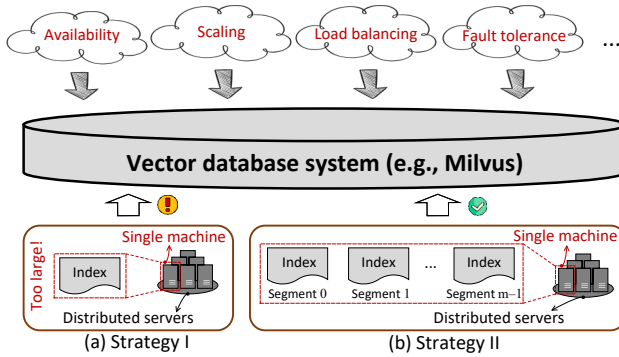 Availability
Scaling
Load balancing
Fault tolerance
...
Vector database system (e.g., Milvus)
Too large!
Single machine
Index
Distributed servers
(a) Strategy I
Single machine
Index
Index
...
Index
Segment 0
Segment 1
Segment m−1
Distributed servers
(b) Strategy II